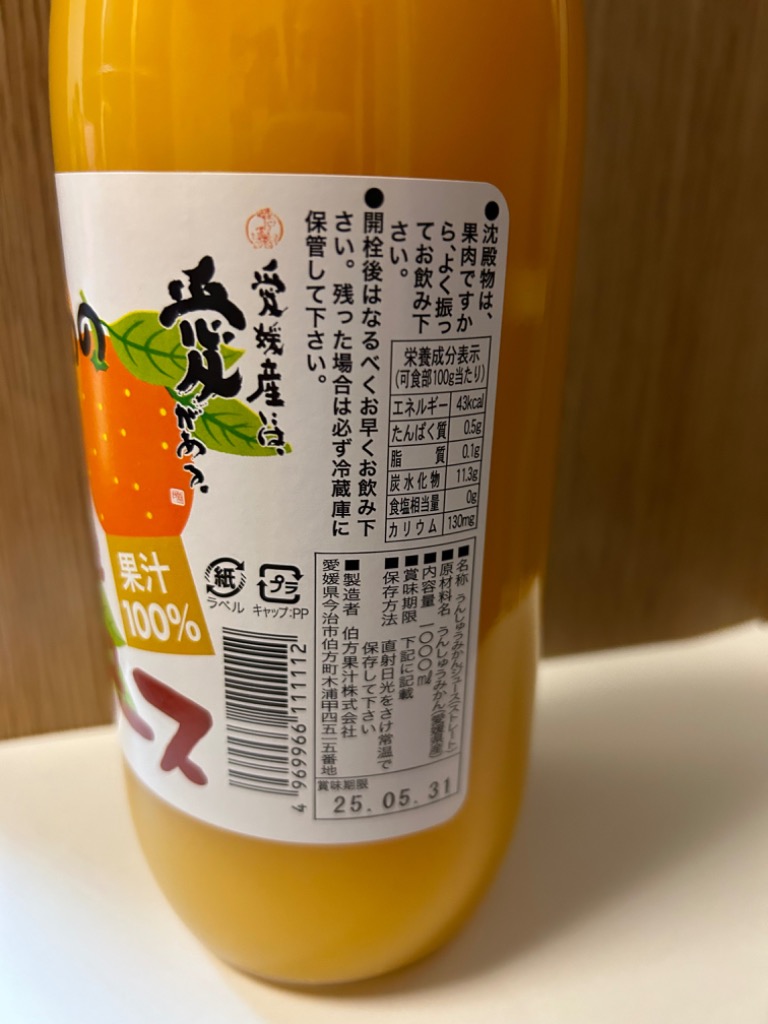 ●沈殿物は、
果肉ですか
ら、よく振っ
てお飲み下
さい。
●開栓後はなるべくお早くお飲み下
さい。残った場合は必ず冷蔵庫に
保管して下さい。
愛媛産には、
愛がある。
の
栄養成分表示
(可食部100g当たり)
エネルギー 43kcal
たんぱく質 0.5g
脂質 0.1g
炭水化物 11.3g
食塩相当量 0g
カリウム 130mg
果汁
100%
ース
紙
ラベル
プラ
キャップ:PP
4 969966 111112
■名称 うんしゅうみかんジュース(ストレート)
■原材料名 うんしゅうみかん(愛媛県産)
■内容量 一〇〇〇㎖
■賞味期限 下記に記載
■保存方法 直射日光をさけ常温で
保存して下さい
■製造者 伯方果汁株式会社
愛媛県今治市伯方町木浦甲四五一五番地
賞味期限
25.05.31